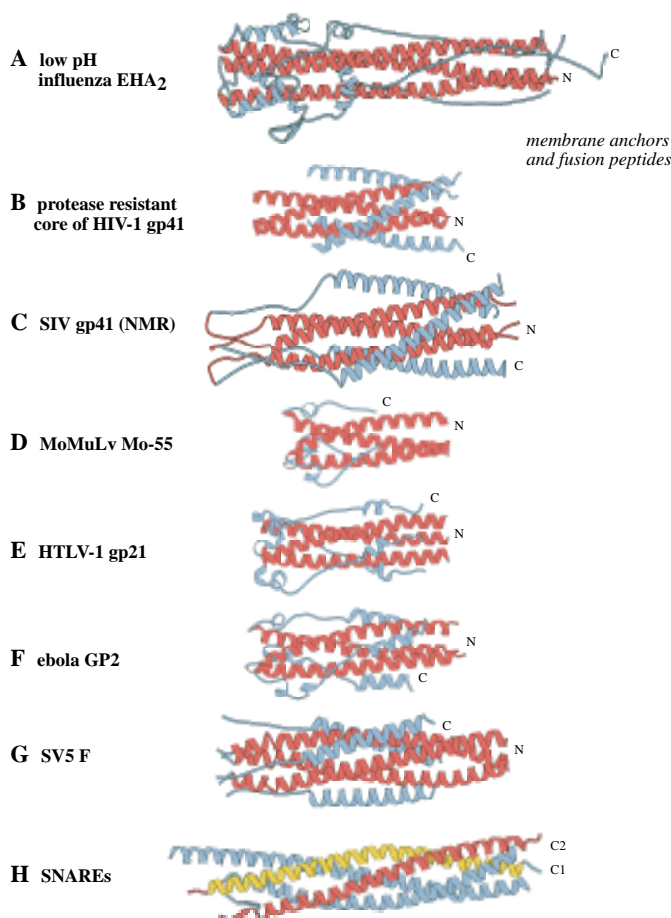 A low pH
influenza EHA2
C
N
membrane anchors
and fusion peptides
B protease resistant
core of HIV-1 gp41
N
C
C SIV gp41 (NMR)
N
C
C
N
D MoMuLv Mo-55
C
N
E HTLV-1 gp21
N
F ebola GP2
C
C
N
G SV5 F
C2
H SNAREs
C1